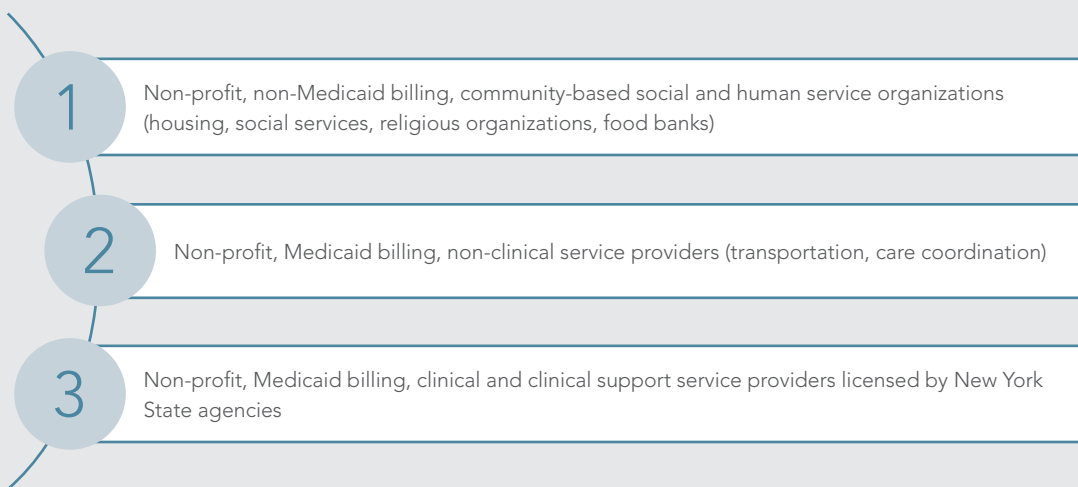 1
Non-profit, non-Medicaid billing, community-based social and human service organizations
(housing, social services, religious organizations, food banks)
2
Non-profit, Medicaid billing, non-clinical service providers (transportation, care coordination)
3
Non-profit, Medicaid billing, clinical and clinical support service providers licensed by New York
State agencies